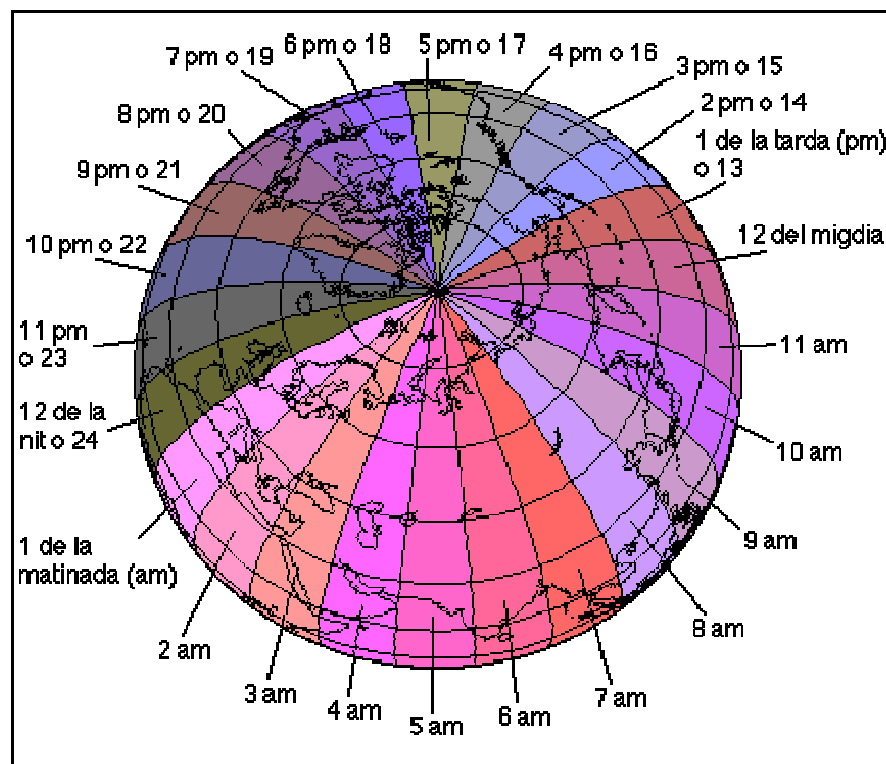 5 pm o 17
6 pm o 18
4 pm o 16
7 pm o 19
3 pm o 15
8 pm o 20
2 pm o 14
1 de la tarda (pm)
o 13
9 pm o 21
12 del migdia
10 pm o 22
11 pm
o 23
11 am
12 de la
nit o 24
10 am
9 am
1 de la
matinada (am)
8 am
2 am
3 am
7 am
4 am
6 am
5 am